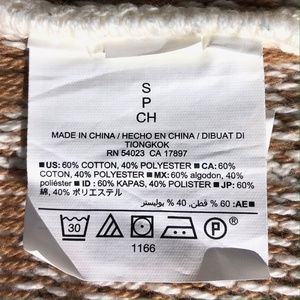 S
P
CH
MADE IN CHINA / HECHO EN CHINA / DIBUAT DI
TIONGKOK
RN 54023 CA 17897
■ US: 60% COTTON, 40% POLYESTER ■ CA: 60%
COTON, 40% POLYESTER ■ MX: 60% algodon, 40%
poliéster ■ ID : 60% KAPAS, 40% POLISTER ■ JP: 60%
綿, 40% ポリエステル
■ AE: 60 % قطن, 40 % بوليستر
30 P
1166